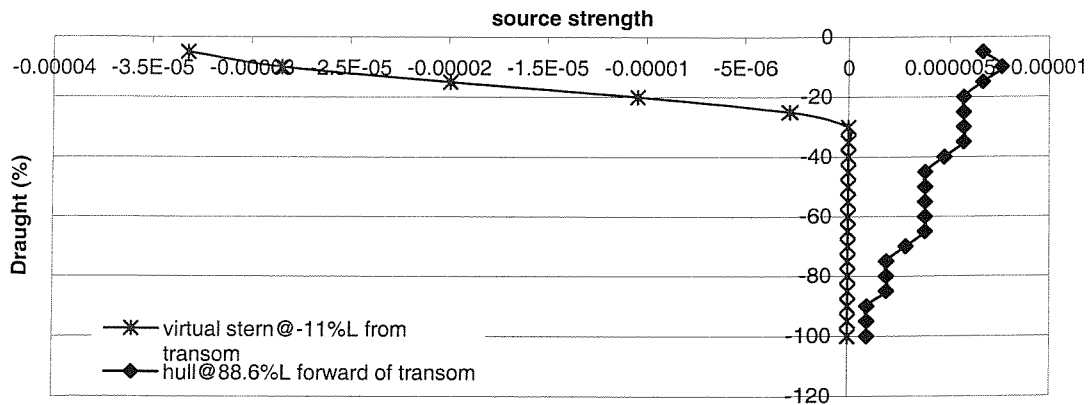 source strength
0
-0.00004 -3.5E-05 -0.00003 -2.5E-05 -0.00002 -1.5E-05 -0.00001 -5E-06 0 0.000005 0.00001
-20
-40
-60
-80
-100
-120
Draught (%)
virtual stern@-11%L from
transom
hull@88.6%L forward of transom